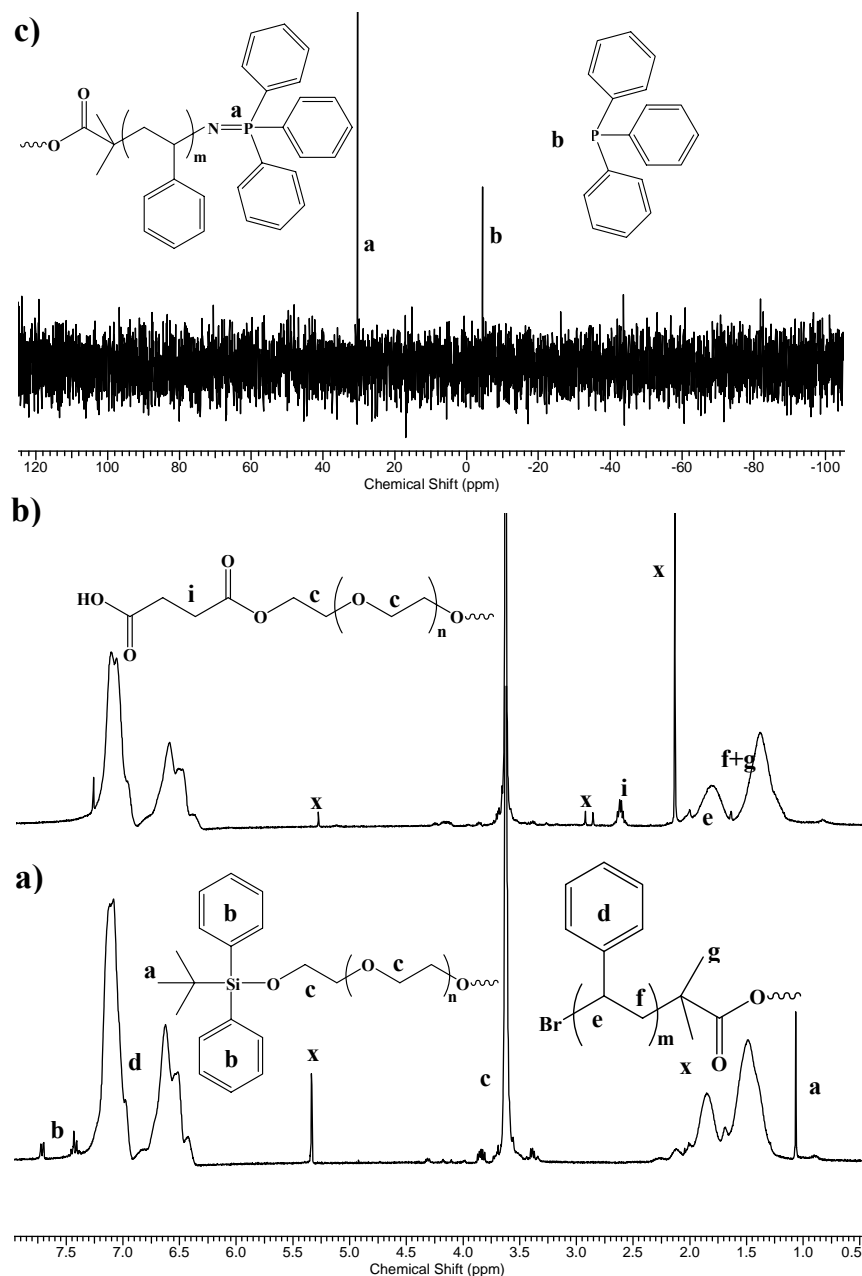 c)
O
O
m
N=P
a
P
b
a
b
120 100 80 60 40 20 0 -20 -40 -60 -80 -100
Chemical Shift (ppm)
b)
HO
O
i
O
O
c
O
c
n
O
x
x
i
x
e
f+g
a)
b
a
Si
O
c
O
c
n
O
b
d
g
Br
e
f
m
O
O
x
b
d
x
c
a
7.5 7.0 6.5 6.0 5.5 5.0 4.5 4.0 3.5 3.0 2.5 2.0 1.5 1.0 0.5
Chemical Shift (ppm)